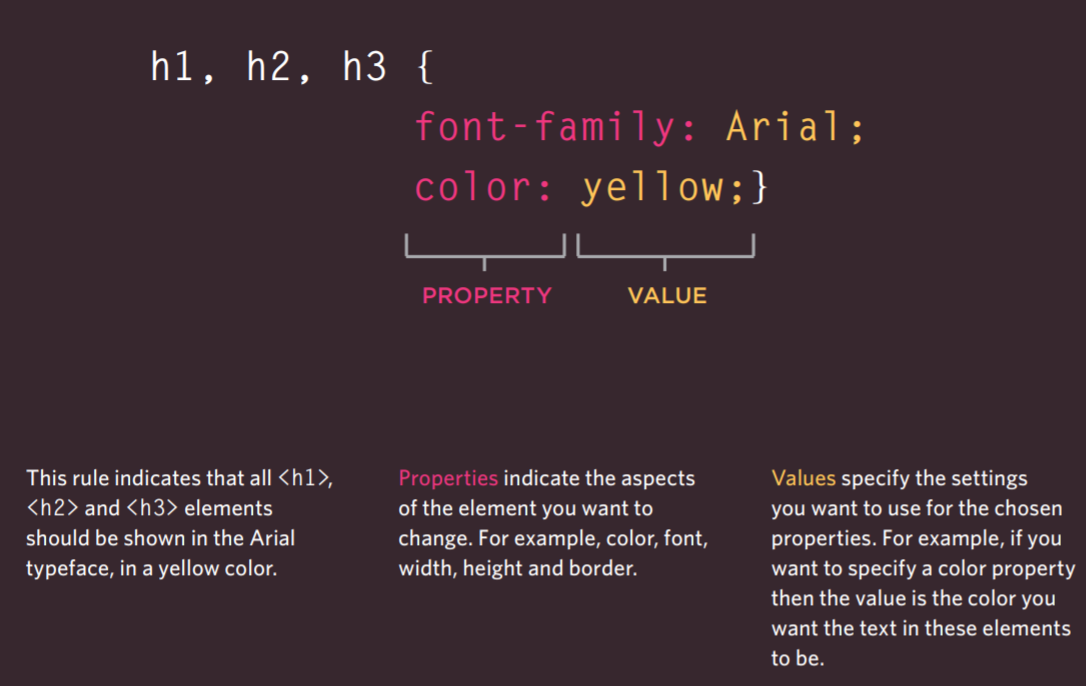 h1, h2, h3 {
font-family: Arial;
color: yellow;}
PROPERTY VALUE
This rule indicates that all <h1>,
<h2> and <h3> elements
should be shown in the Arial
typeface, in a yellow color.
Properties indicate the aspects
of the element you want to
change. For example, color, font,
width, height and border.
Values specify the settings
you want to use for the chosen
properties. For example, if you
want to specify a color property
then the value is the color you
want the text in these elements
to be.